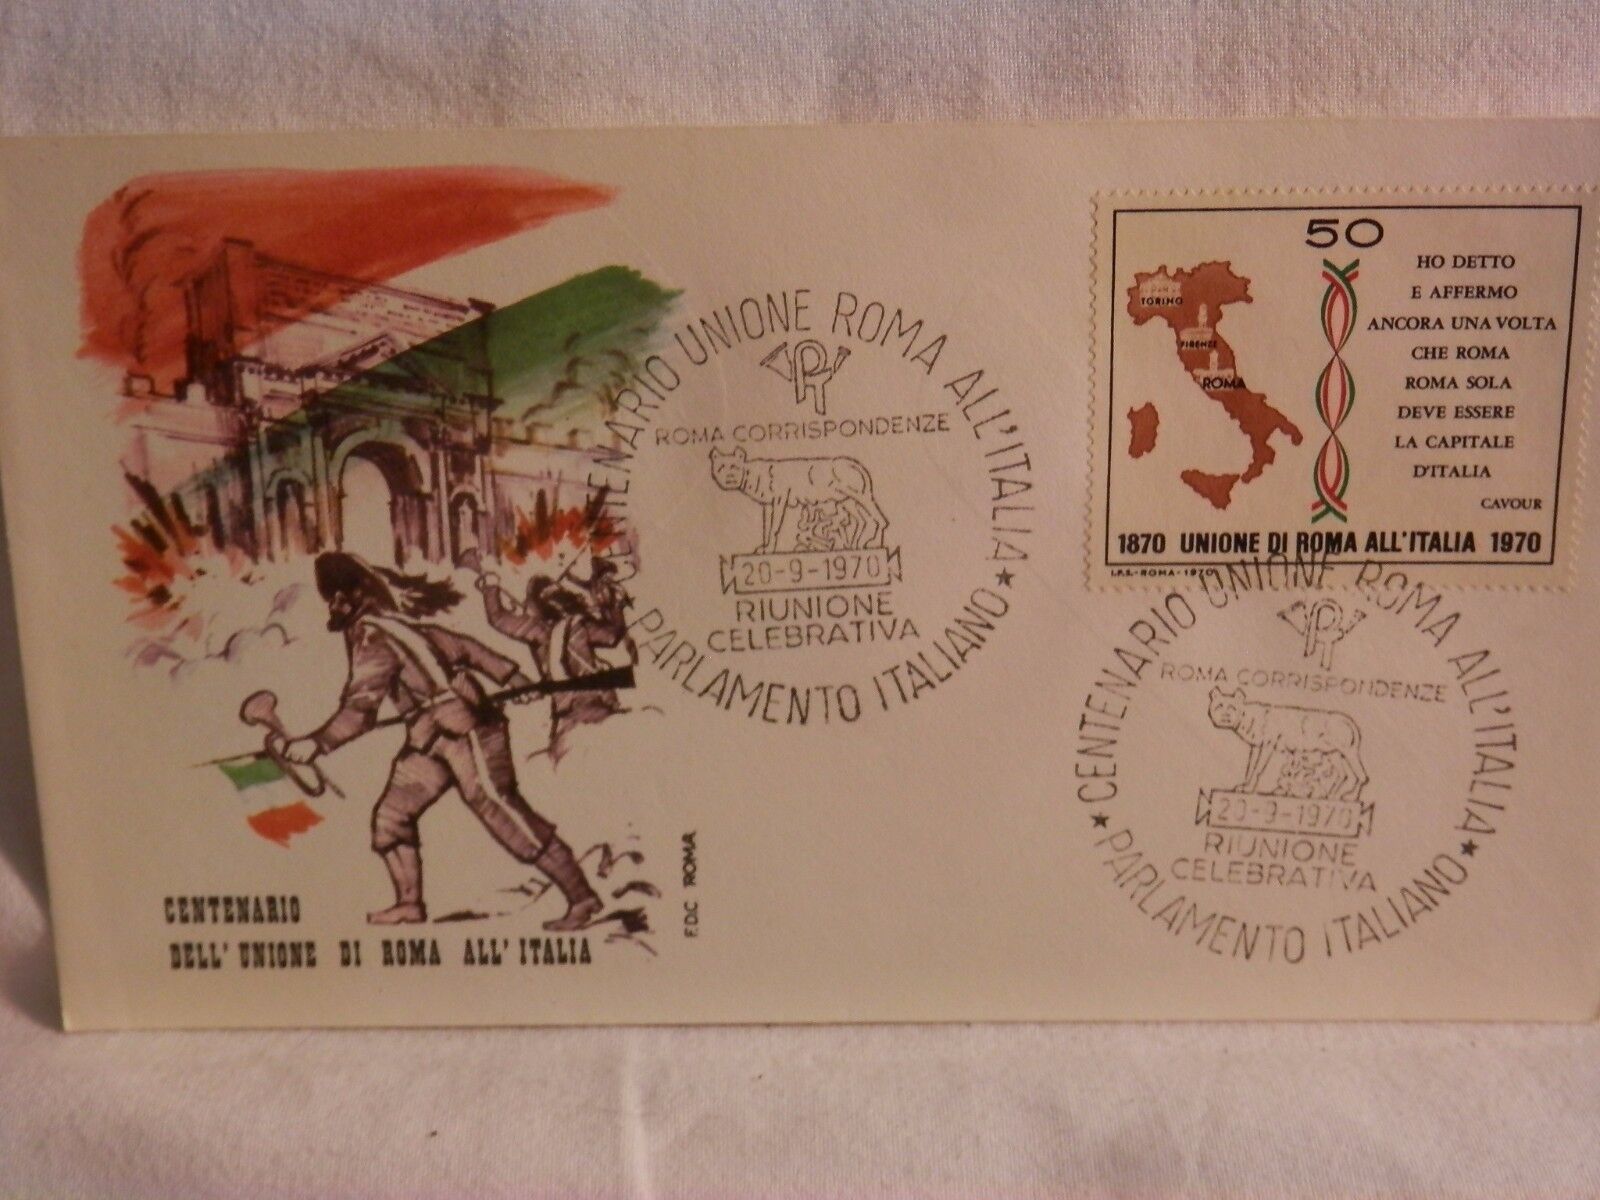 CENTENARIO
DELL' UNIONE DI ROMA ALL' ITALIA
F.D.C ROMA
CENTENARIO UNIONE ROMA ALL'ITALIA
ROMA CORRISPONDENZE
20-9-1970
RIUNIONE
CELEBRATIVA
★ PARLAMENTO ITALIANO ★
50
TORINO
FIRENZE
ROMA
HO DETTO
E AFFERMO
ANCORA UNA VOLTA
CHE ROMA
ROMA SOLA
DEVE ESSERE
LA CAPITALE
D'ITALIA
CAVOUR
1870 UNIONE DI ROMA ALL'ITALIA 1970
I.P.S.-ROMA-1970
CENTENARIO UNIONE ROMA ALL'ITALIA
PT
ROMA CORRISPONDENZE
20-9-1970
RIUNIONE
CELEBRATIVA
★ PARLAMENTO ITALIANO ★